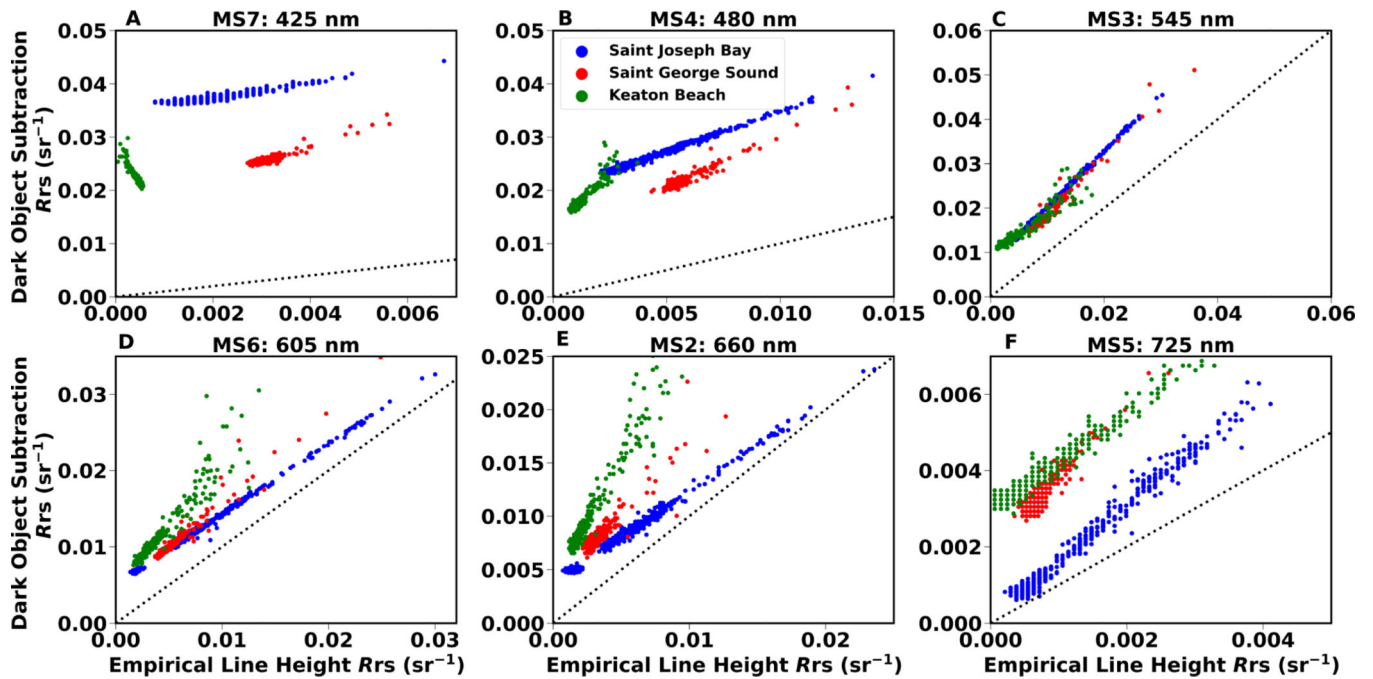 A MS7: 425 nm
B MS4: 480 nm
C MS3: 545 nm
Dark Object Subtraction
Rrs (sr⁻¹)
0.05
0.04
0.03
0.02
0.01
0.00
0.000 0.002 0.004 0.006
0.05
0.04
0.03
0.02
0.01
0.00
0.000 0.005 0.010 0.015
Saint Joseph Bay
Saint George Sound
Keaton Beach
0.06
0.05
0.04
0.03
0.02
0.01
0.00
0.00 0.02 0.04 0.06
D MS6: 605 nm
E MS2: 660 nm
F MS5: 725 nm
Dark Object Subtraction
Rrs (sr⁻¹)
0.03
0.02
0.01
0.00
0.00 0.01 0.02 0.03
Empirical Line Height Rrs (sr⁻¹)
0.025
0.020
0.015
0.010
0.005
0.000
0.00 0.01 0.02
Empirical Line Height Rrs (sr⁻¹)
0.006
0.004
0.002
0.000
0.000 0.002 0.004
Empirical Line Height Rrs (sr⁻¹)